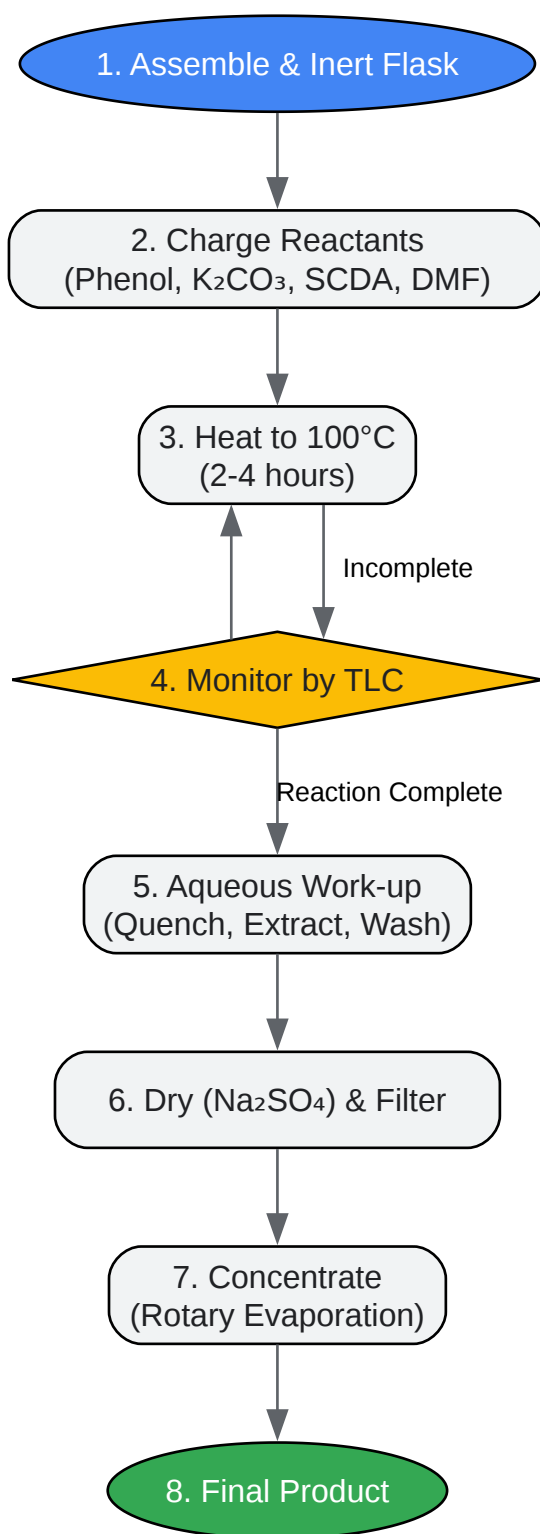 1. Assemble & Inert Flask
2. Charge Reactants
(Phenol, K₂CO₃, SCDA, DMF)
3. Heat to 100°C
(2-4 hours)
Incomplete
4. Monitor by TLC
Reaction Complete
5. Aqueous Work-up
(Quench, Extract, Wash)
6. Dry (Na₂SO₄) & Filter
7. Concentrate
(Rotary Evaporation)
8. Final Product